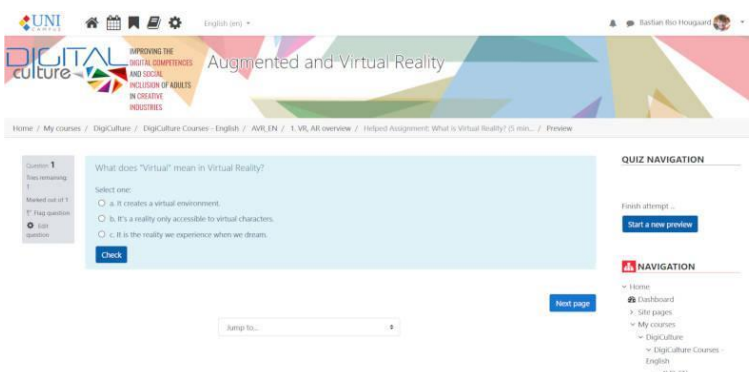 UNI
CAMPUS
English (en)
Bastian Ilso Hougaard
DIGITAL
culture
IMPROVING THE
DIGITAL COMPETENCES
AND SOCIAL
INCLUSION OF ADULTS
IN CREATIVE
INDUSTRIES
Augmented and Virtual Reality
Home / My courses / DigiCulture / DigiCulture Courses - English / AVR_EN / 1. VR, AR overview / Helped Assignment: What is Virtual Reality? (5 min... / Preview
Question 1
Tries remaining:
1
Marked out of 1
Flag question
Edit
question
What does "Virtual" mean in Virtual Reality?
Select one:
a. It creates a virtual environment.
b. It's a reality only accessible to virtual characters.
c. It is the reality we experience when we dream.
Check
Next page
Jump to...
QUIZ NAVIGATION
Finish attempt ...
Start a new preview
NAVIGATION
Home
Dashboard
Site pages
My courses
DigiCulture
DigiCulture Courses -
English